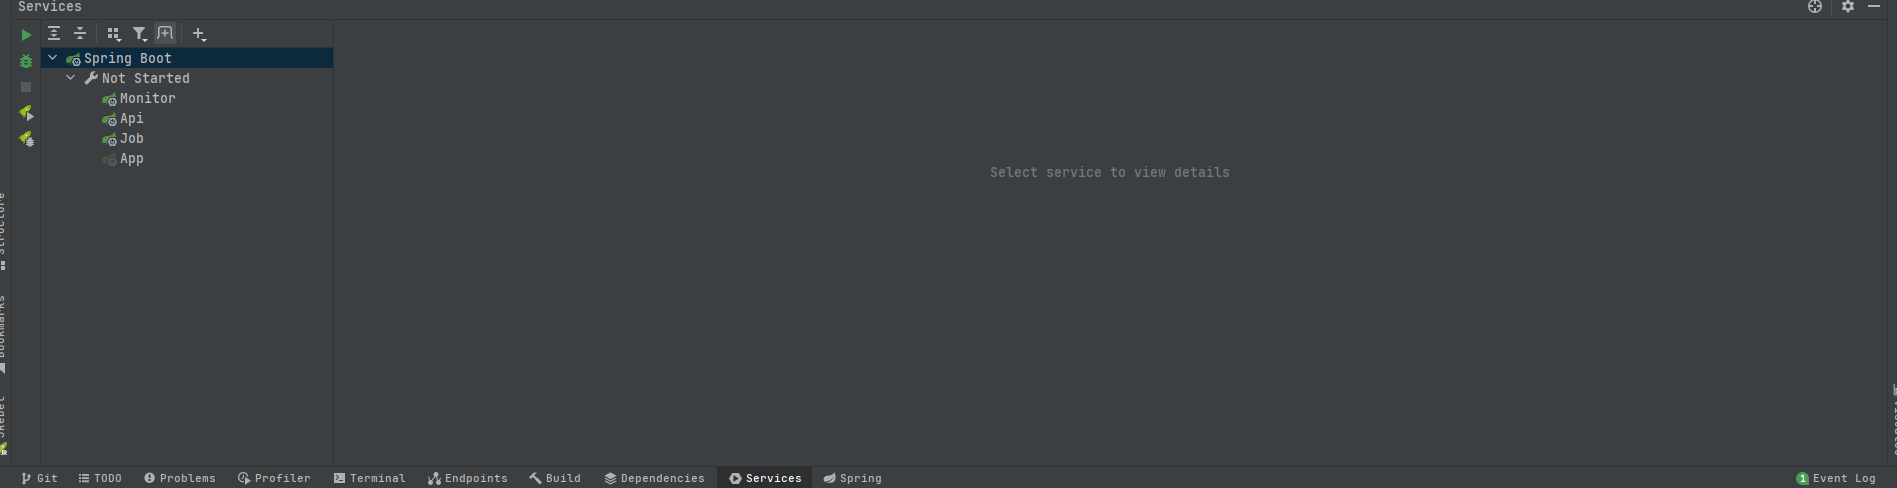 Services
Spring Boot
Not Started
Monitor
Api
Job
App
Select service to view details
Structure
Bookmarks
JRebel
Git
TODO
Problems
Profiler
Terminal
Endpoints
Build
Dependencies
Services
Spring
1 Event Log